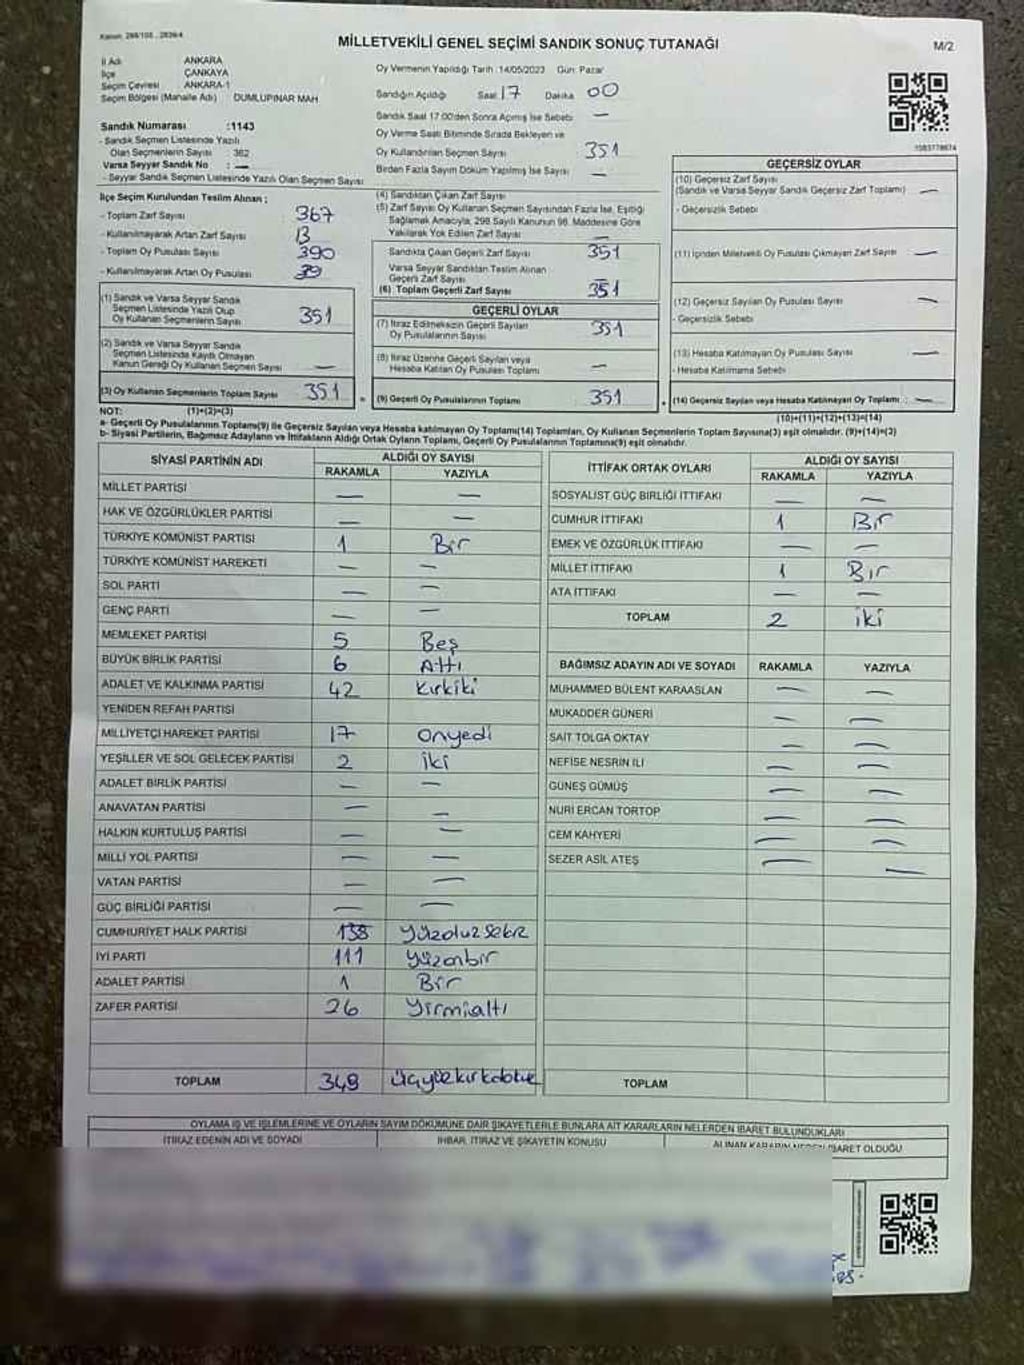 Kanun: 298/105 , 2839/4
MİLLETVEKİLİ GENEL SEÇİMİ SANDIK SONUÇ TUTANAĞI
M/2
İl Adı ANKARA
İlçe ÇANKAYA
Seçim Çevresi ANKARA-1
Seçim Bölgesi (Mahalle Adı) DUMLUPINAR MAH
Sandık Numarası :1143
- Sandık Seçmen Listesinde Yazılı
Olan Seçmenlerin Sayısı : 362
Varsa Seyyar Sandık No : —
- Seyyar Sandık Listesinde Yazılı Olan Seçmen Sayısı
Oy Vermenin Yapıldığı Tarih :14/05/2023 Gün: Pazar
Sandığın Açıldığı Saat 17 Dakika 00
Sandık Saat 17.00'den Sonra Açılmış İse Sebebi —
Oy Verme Saati Bitiminde Sırada Bekleyen ve
Oy Kullandırılan Seçmen Sayısı 351
Birden Fazla Sayım Döküm Yapılmış İse Sayısı —
İlçe Seçim Kurulundan Teslim Alınan ;
- Toplam Zarf Sayısı 367
- Kullanılmayarak Artan Zarf Sayısı 13
- Toplam Oy Pusulası Sayısı 390
- Kullanılmayarak Artan Oy Pusulası 39
(1) Sandık ve Varsa Seyyar Sandık
Seçmen Listesinde Yazılı Olup
Oy Kullanan Seçmenlerin Sayısı 351
(2) Sandık ve Varsa Seyyar Sandık
Seçmen Listesinde Kayıtlı Olmayan
Kanun Gereği Oy Kullanan Seçmen Sayısı —
(3) Oy Kullanan Seçmenlerin Toplam Sayısı 351
(4) Sandıktan Çıkan Zarf Sayısı
(5) Zarf Sayısı Oy Kullanan Seçmen Sayısından Fazla İse, Eşitliği
Sağlamak Amacıyla, 298 Sayılı Kanunun 98. Maddesine Göre
Yakılarak Yok Edilen Zarf Sayısı —
Sandıkta Çıkan Geçerli Zarf Sayısı 351
Varsa Seyyar Sandıktan Teslim Alınan
Geçerli Zarf Sayısı —
(6) Toplam Geçerli Zarf Sayısı 351
GEÇERLİ OYLAR
(7) İtiraz Edilmeksizin Geçerli Sayılan
Oy Pusulalarının Sayısı 351
(8) İtiraz Üzerine Geçerli Sayılan veya
Hesaba Katılan Oy Pusulası Toplamı —
(9) Geçerli Oy Pusulalarının Toplamı 351
GEÇERSİZ OYLAR
(10) Geçersiz Zarf Sayısı
(Sandık ve Varsa Seyyar Sandık Geçersiz Zarf Toplamı) —
- Geçersizlik Sebebi
(11) İçinden Milletvekili Oy Pusulası Çıkmayan Zarf Sayısı —
(12) Geçersiz Sayılan Oy Pusulası Sayısı —
- Geçersizlik Sebebi
(13) Hesaba Katılmayan Oy Pusulası Sayısı —
- Hesaba Katılmama Sebebi
(14) Geçersiz Sayılan veya Hesaba Katılmayan Oy Toplamı : —
NOT: (1)+(2)=(3)
(10)+(11)+(12)+(13)=(14)
a- Geçerli Oy Pusulalarının Toplamı(9) ile Geçersiz Sayılan veya Hesaba katılmayan Oy Toplamı(14) Toplamları, Oy Kullanan Seçmenlerin Toplam Sayısına(3) eşit olmalıdır. (9)+(14)=(3)
b- Siyasi Partilerin, Bağımsız Adayların ve İttifakların Aldığı Ortak Oyların Toplamı, Geçerli Oy Pusulalarının Toplamına(9) eşit olmalıdır.
SİYASİ PARTİNİN ADI ALDIĞI OY SAYISI
RAKAMLA YAZIYLA
MİLLET PARTİSİ — —
HAK VE ÖZGÜRLÜKLER PARTİSİ — —
TÜRKİYE KOMÜNİST PARTİSİ 1 Bir
TÜRKİYE KOMÜNİST HAREKETİ — —
SOL PARTİ — —
GENÇ PARTİ — —
MEMLEKET PARTİSİ 5 Beş
BÜYÜK BİRLİK PARTİSİ 6 Altı
ADALET VE KALKINMA PARTİSİ 42 Kırkiki
YENİDEN REFAH PARTİSİ
MİLLİYETÇİ HAREKET PARTİSİ 17 Onyedi
YEŞİLLER VE SOL GELECEK PARTİSİ 2 İki
ADALET BİRLİK PARTİSİ — —
ANAVATAN PARTİSİ — —
HALKIN KURTULUŞ PARTİSİ — —
MİLLİ YOL PARTİSİ — —
VATAN PARTİSİ — —
GÜÇ BİRLİĞİ PARTİSİ — —
CUMHURİYET HALK PARTİSİ 138
İYİ PARTİ 111 Yüzonbir
ADALET PARTİSİ 1 Bir
ZAFER PARTİSİ 26 Yirmialtı
TOPLAM 349
İTTİFAK ORTAK OYLARI ALDIĞI OY SAYISI
RAKAMLA YAZIYLA
SOSYALİST GÜÇ BİRLİĞİ İTTİFAKI — —
CUMHUR İTTİFAKI 1 Bir
EMEK VE ÖZGÜRLÜK İTTİFAKI — —
MİLLET İTTİFAKI 1 Bir
ATA İTTİFAKI — —
TOPLAM 2 iki
BAĞIMSIZ ADAYIN ADI VE SOYADI RAKAMLA YAZIYLA
MUHAMMED BÜLENT KARAASLAN — —
MUKADDER GÜNERİ — —
SAİT TOLGA OKTAY — —
NEFİSE NESRİN İLİ — —
GÜNEŞ GÜMÜŞ — —
NURİ ERCAN TORTOP — —
CEM KAHYERİ — —
SEZER ASİL ATEŞ — —
TOPLAM
OYLAMA İŞ VE İŞLEMLERİNE VE OYLARIN SAYIM DÖKÜMÜNE DAİR ŞİKAYETLERLE BUNLARA AİT KARARLARIN NELERDEN İBARET BULUNDUKLARI
İTİRAZ EDENİN ADI VE SOYADI İHBAR, İTİRAZ VE ŞİKAYETİN KONUSU ALINAN KARARIN NEDEN İBARET OLDUĞU